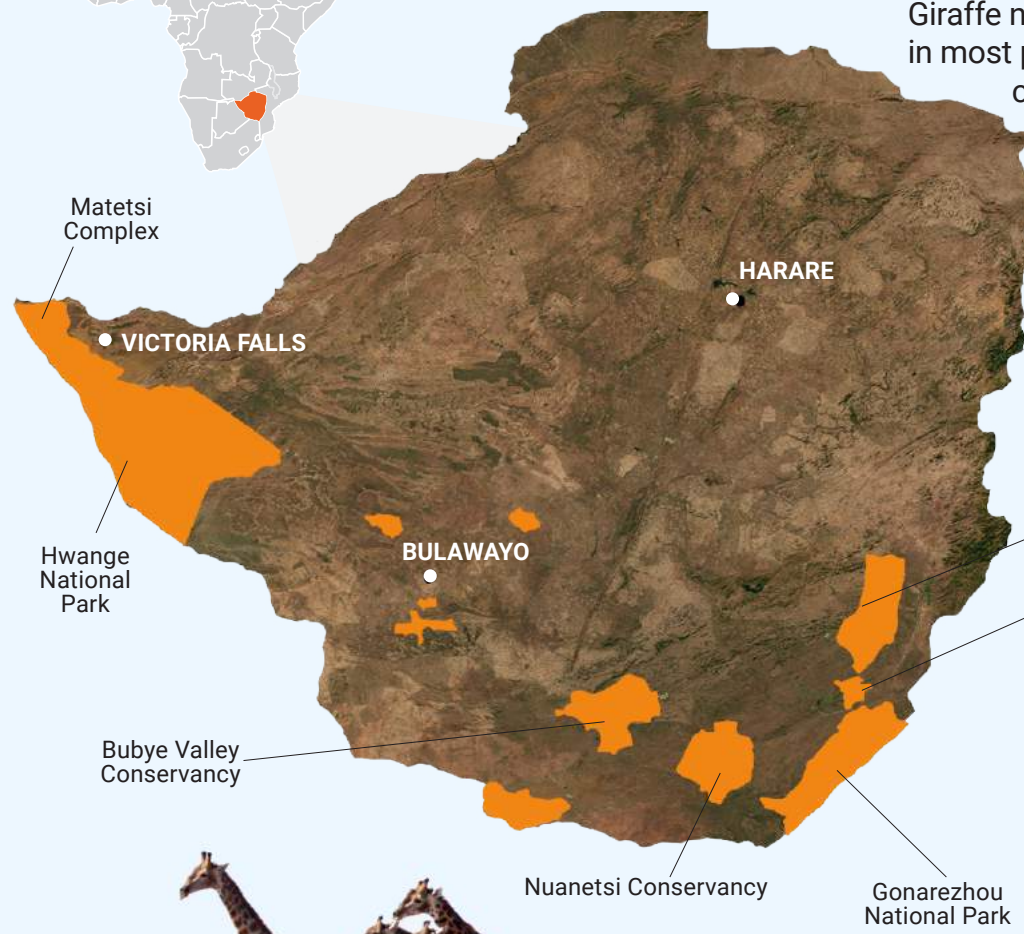 Giraffe
in most
Matetsi
Complex
HARARE
VICTORIA FALLS
Hwange
National
Park
BULAWAYO
Bubye Valley
Conservancy
Nuanetsi Conservancy
Gonarezhou
National Park